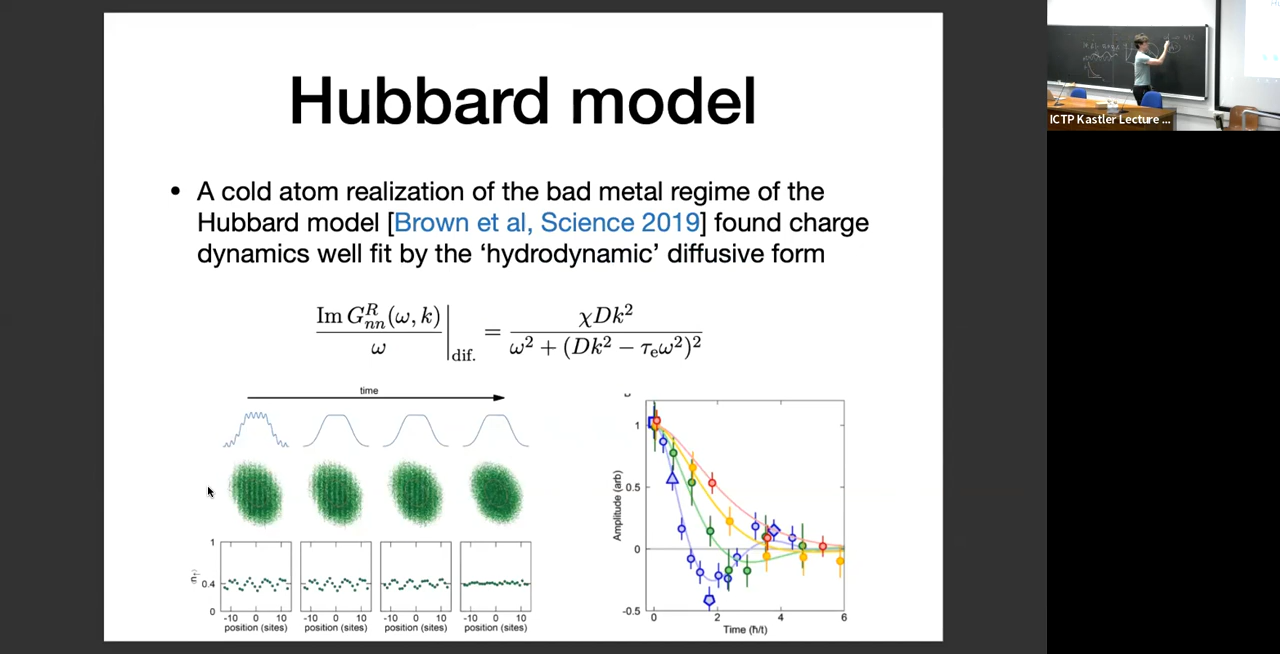 Hubbard model
• A cold atom realization of the bad metal regime of the
Hubbard model [Brown et al, Science 2019] found charge
dynamics well fit by the ‘hydrodynamic’ diffusive form
Im G^R_nn(ω, k) / ω |dif. = χDk² / ω² + (Dk² − τₑω²)²
time
1
0.4
0
⟨n↑⟩
-10 0 10 -10 0 10 -10 0 10 -10 0 10
position (sites) position (sites) position (sites) position (sites)
Amplitude (arb)
1
0.5
0
-0.5
0 2 4 6
Time (ħ/t)
ICTP Kastler Lecture ...